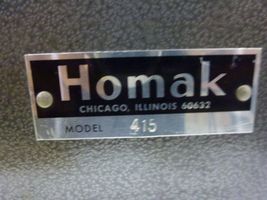 Homak
CHICAGO, ILLINOIS 60632
MODEL 415